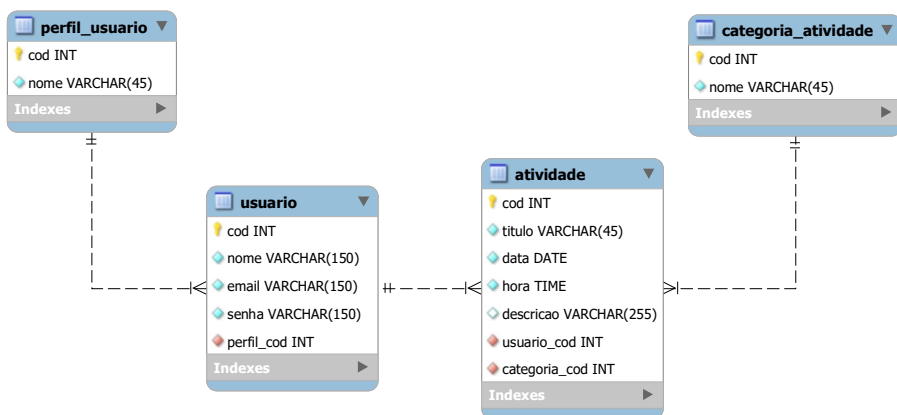 perfil_usuario
cod INT
nome VARCHAR(45)
Indexes
categoria_atividade
cod INT
nome VARCHAR(45)
Indexes
usuario
cod INT
nome VARCHAR(150)
email VARCHAR(150)
senha VARCHAR(150)
perfil_cod INT
Indexes
atividade
cod INT
titulo VARCHAR(45)
data DATE
hora TIME
descricao VARCHAR(255)
usuario_cod INT
categoria_cod INT
Indexes